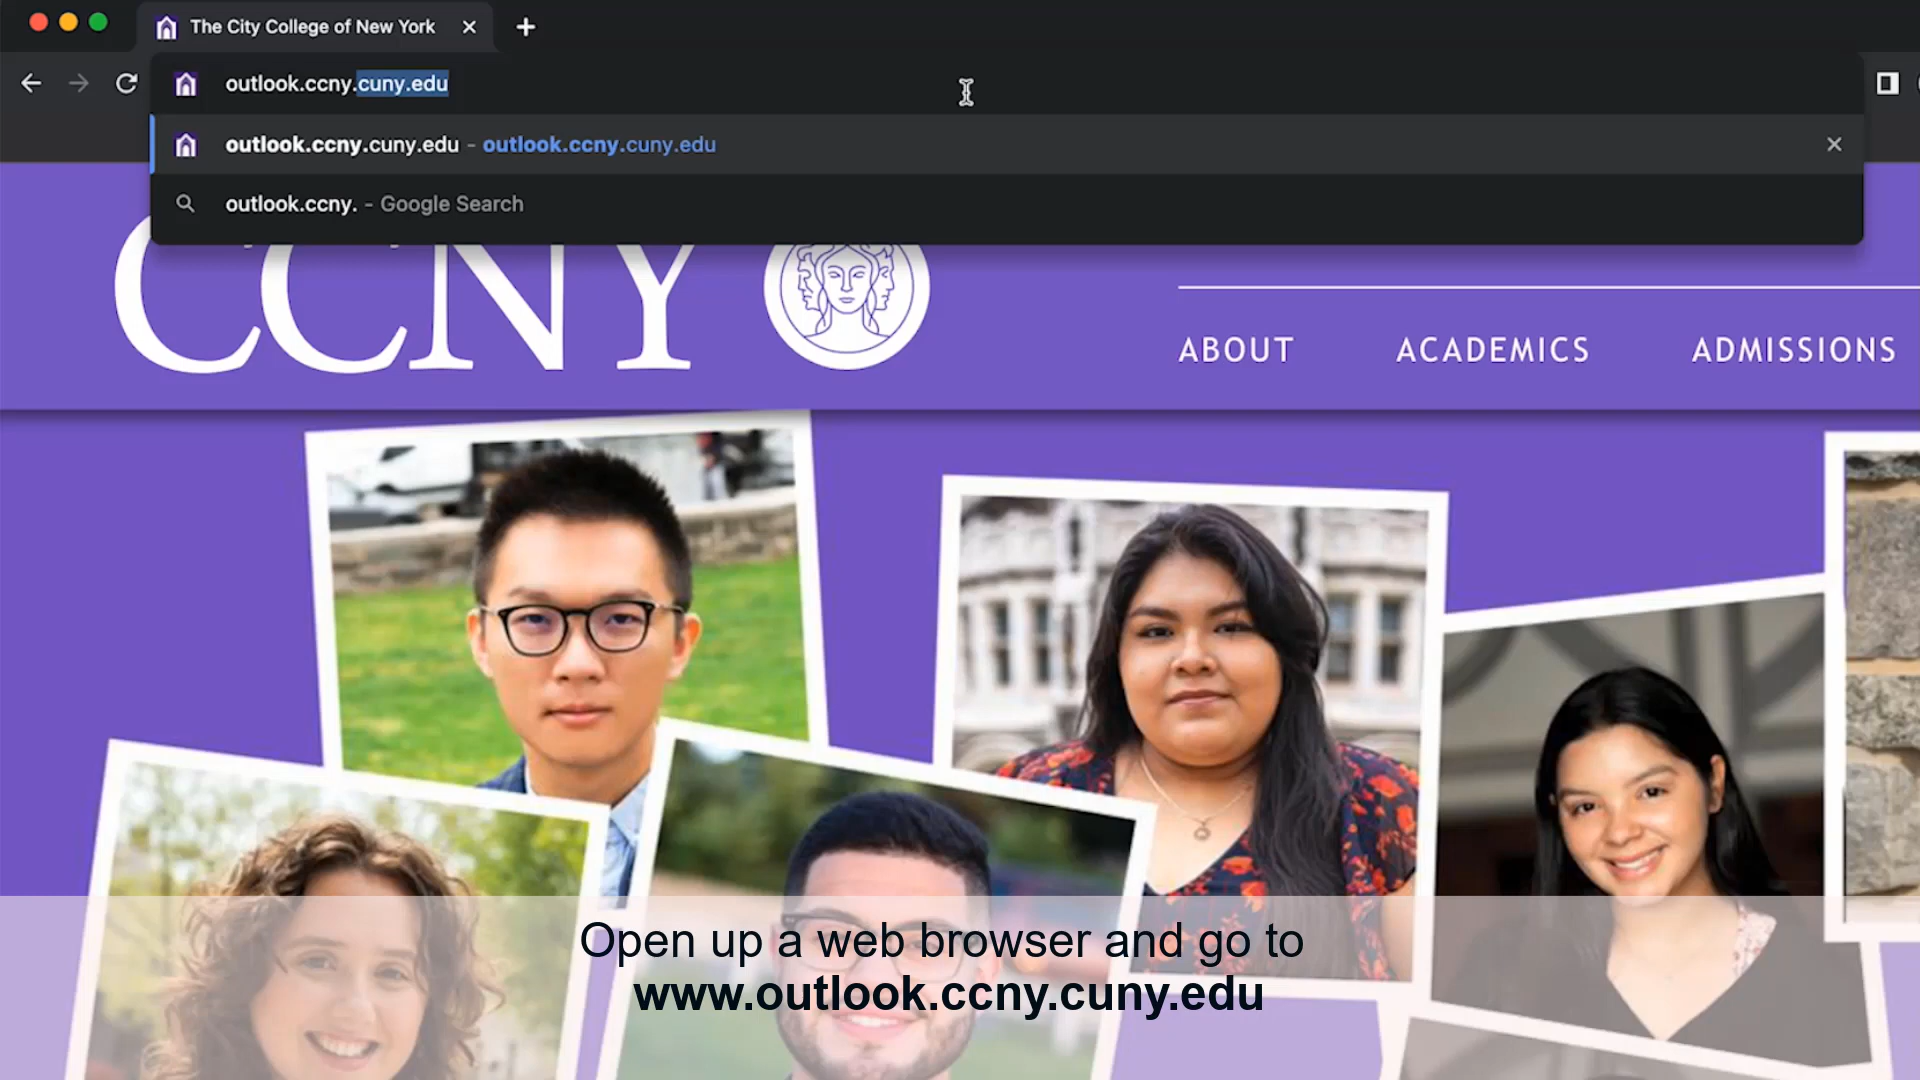 The City College of New York
outlook.ccny.cuny.edu
outlook.ccny.cuny.edu - outlook.ccny.cuny.edu
outlook.ccny. - Google Search
CCNY
ABOUT ACADEMICS ADMISSIONS
Open up a web browser and go to
www.outlook.ccny.cuny.edu